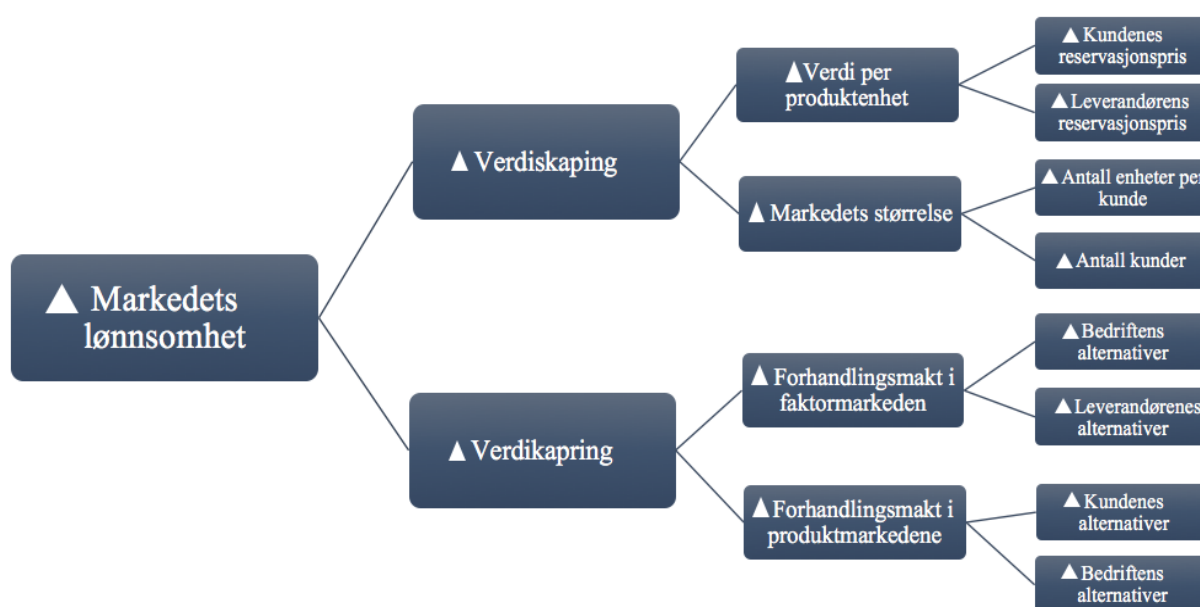 ▲ Markedets
lønnsomhet
▲ Verdiskaping
▲ Verdikapring
▲Verdi per
produktenhet
▲ Markedets størrelse
▲ Forhandlingsmakt i
faktormarkeden
▲ Forhandlingsmakt i
produktmarkedene
▲ Kundenes
reservasjonspris
▲ Leverandørens
reservasjonspris
▲ Antall enheter per
kunde
▲ Antall kunder
▲ Bedriftens
alternativer
▲ Leverandørenes
alternativer
▲ Kundenes
alternativer
▲ Bedriftens
alternativer